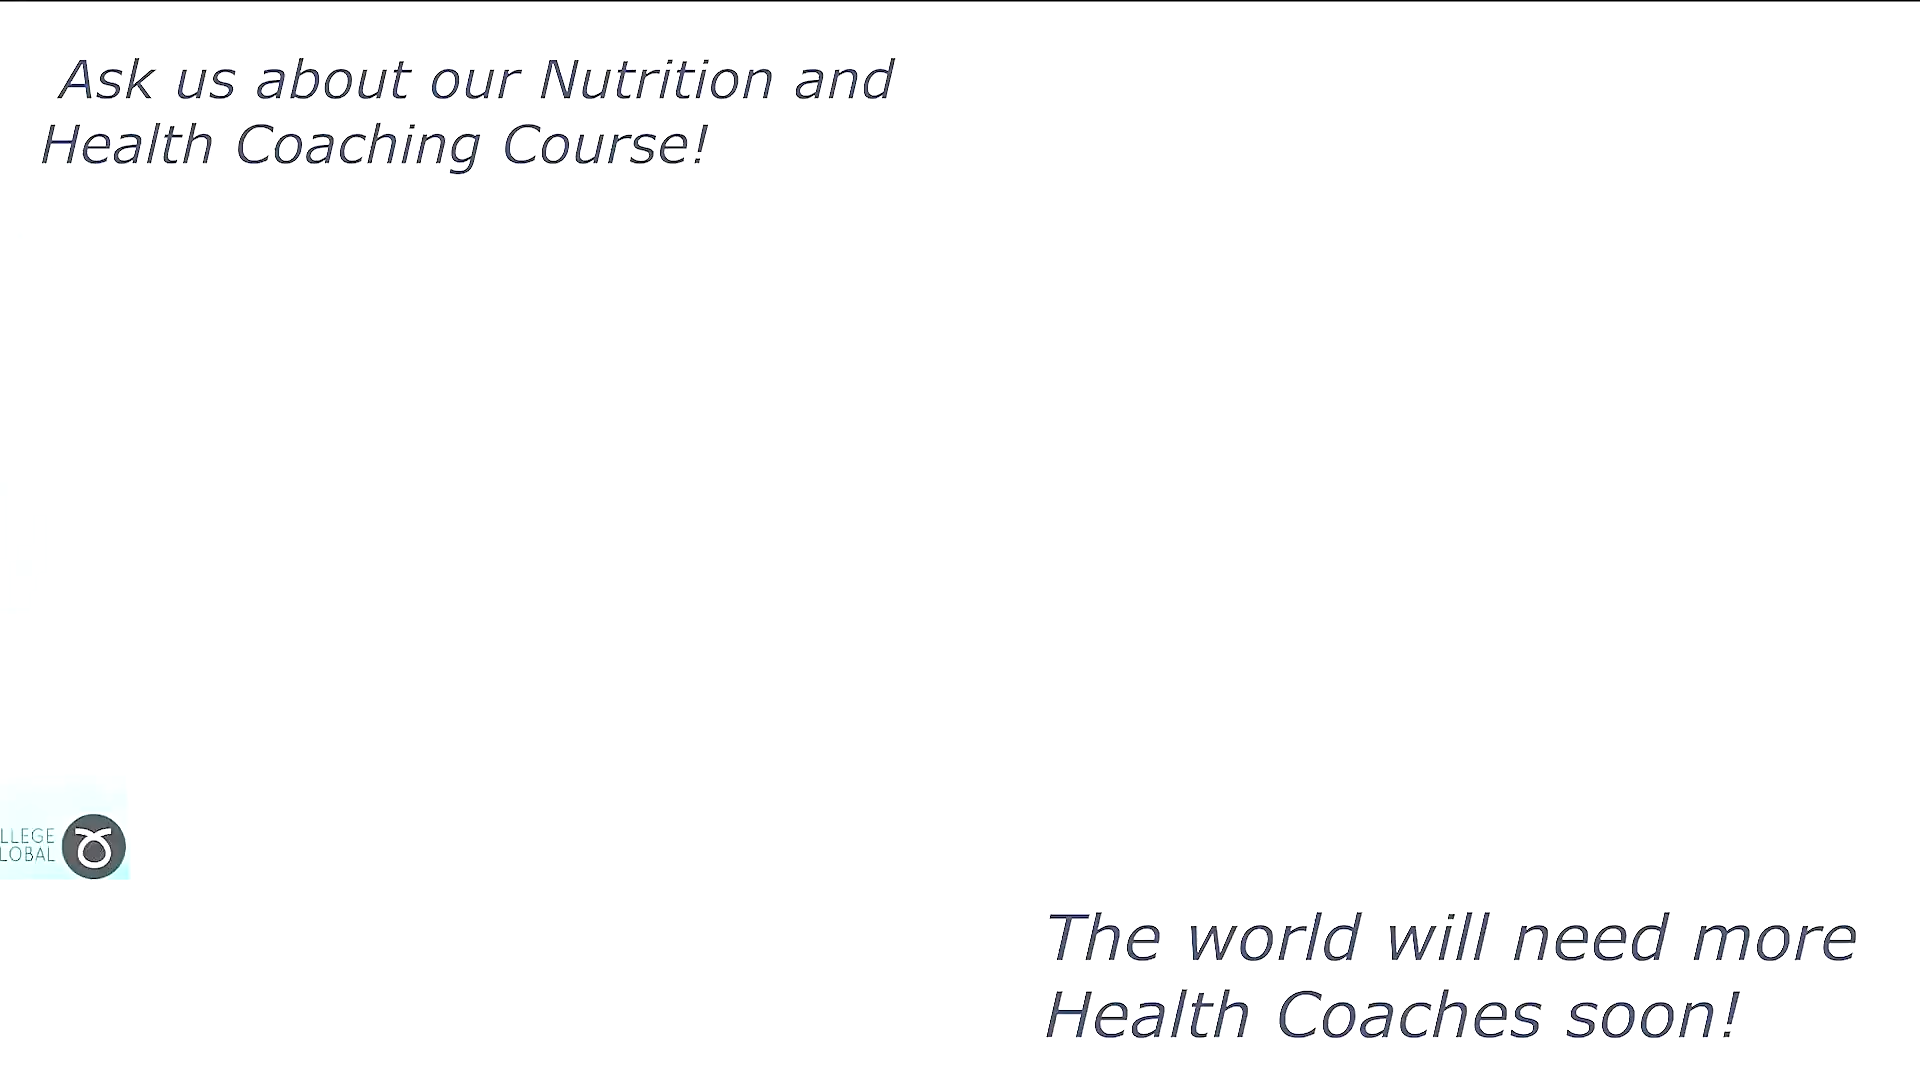 Ask us about our Nutrition and
Health Coaching Course!
LLEGE
LOBAL
The world will need more
Health Coaches soon!